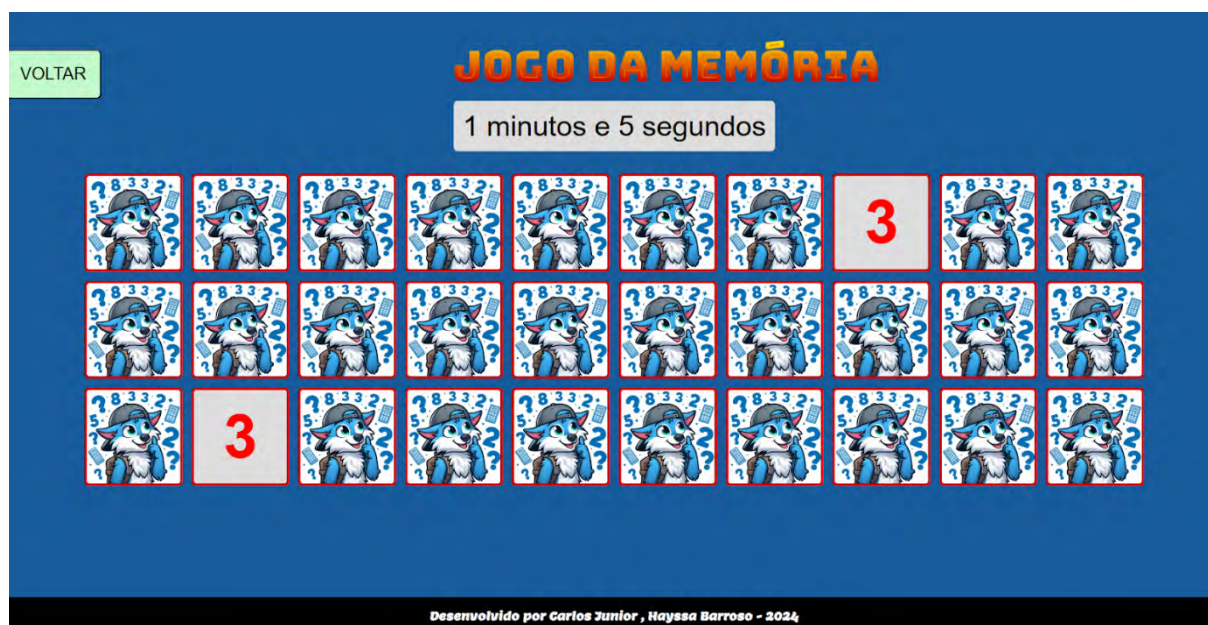 JOGO DA MEMÓRIA
VOLTAR
1 minutos e 5 segundos
3
3
Desenvolvido por Carlos Junior , Hayssa Barroso - 2024